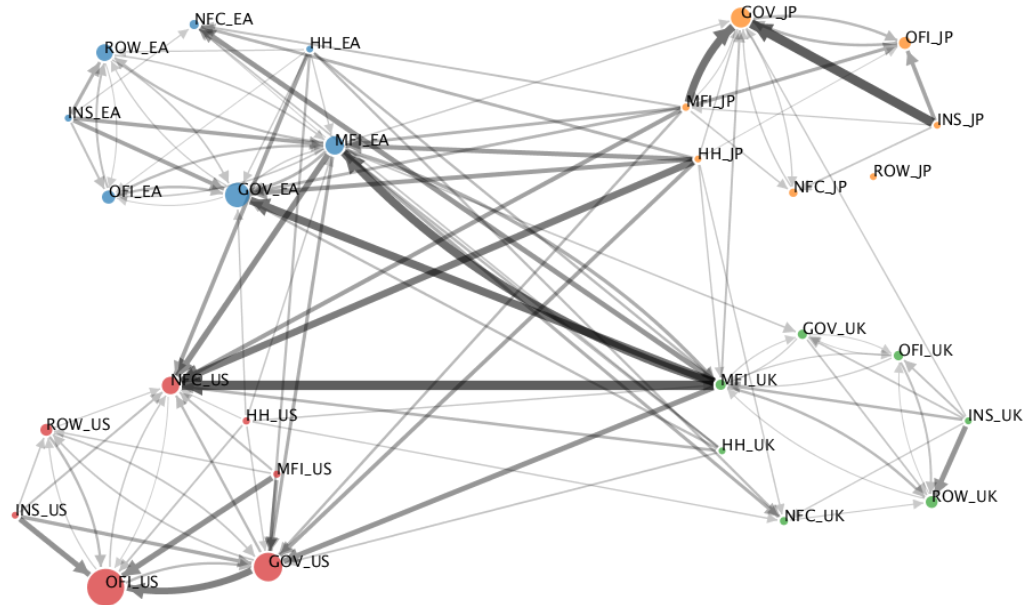 NFC_EA
GOV_JP
ROW_EA
HH_EA
OFI_JP
INS_EA
MFI_JP
INS_JP
MFI_EA
HH_JP
ROW_JP
OFI_EA
GOV_EA
NFC_JP
GOV_UK
OFI_UK
NFC_US
MFI_UK
ROW_US
HH_US
INS_UK
HH_UK
MFI_US
ROW_UK
INS_US
NFC_UK
GOV_US
OFI_US